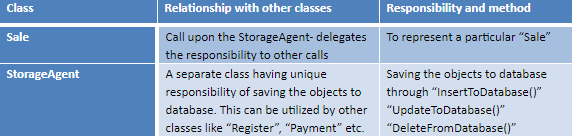 Class
Relationship with other classes
Responsibility and method
Sale
Call upon the StorageAgent- delegates
the responsibility to other calls
To represent a particular “Sale”
StorageAgent
A separate class having unique
responsibility of saving the objects to
database. This can be utilized by other
classes like “Register”, “Payment” etc.
Saving the objects to database
through “InsertToDatabase()”
“UpdateToDatabase()”
“DeleteFromDatabase()”